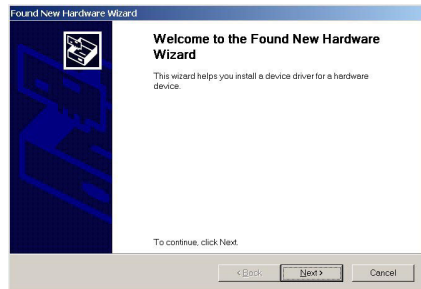 Found New Hardware Wizard
Welcome to the Found New Hardware
Wizard
This wizard helps you install a device driver for a hardware
device.
To continue, click Next.
< Back Next > Cancel